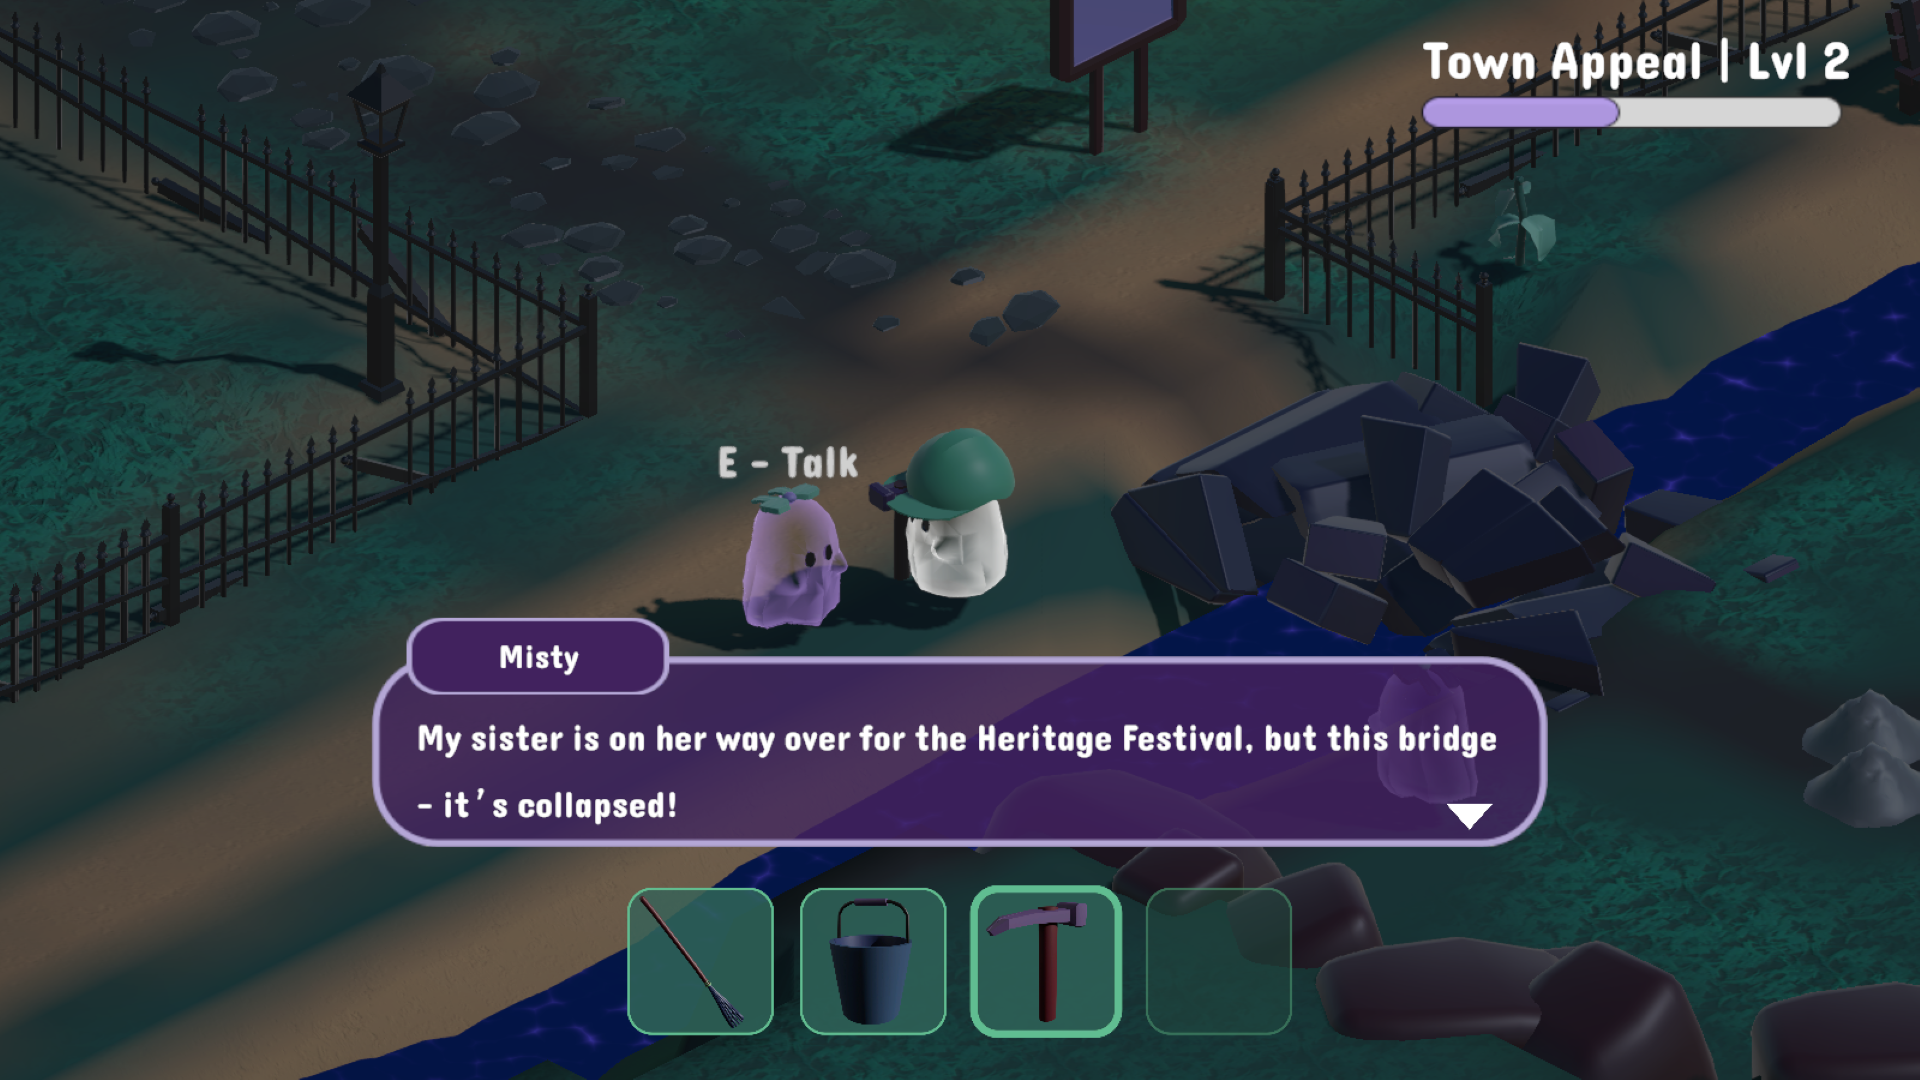 Town Appeal | Lvl 2
E - Talk
Misty
My sister is on her way over for the Heritage Festival, but this bridge
- it's collapsed!